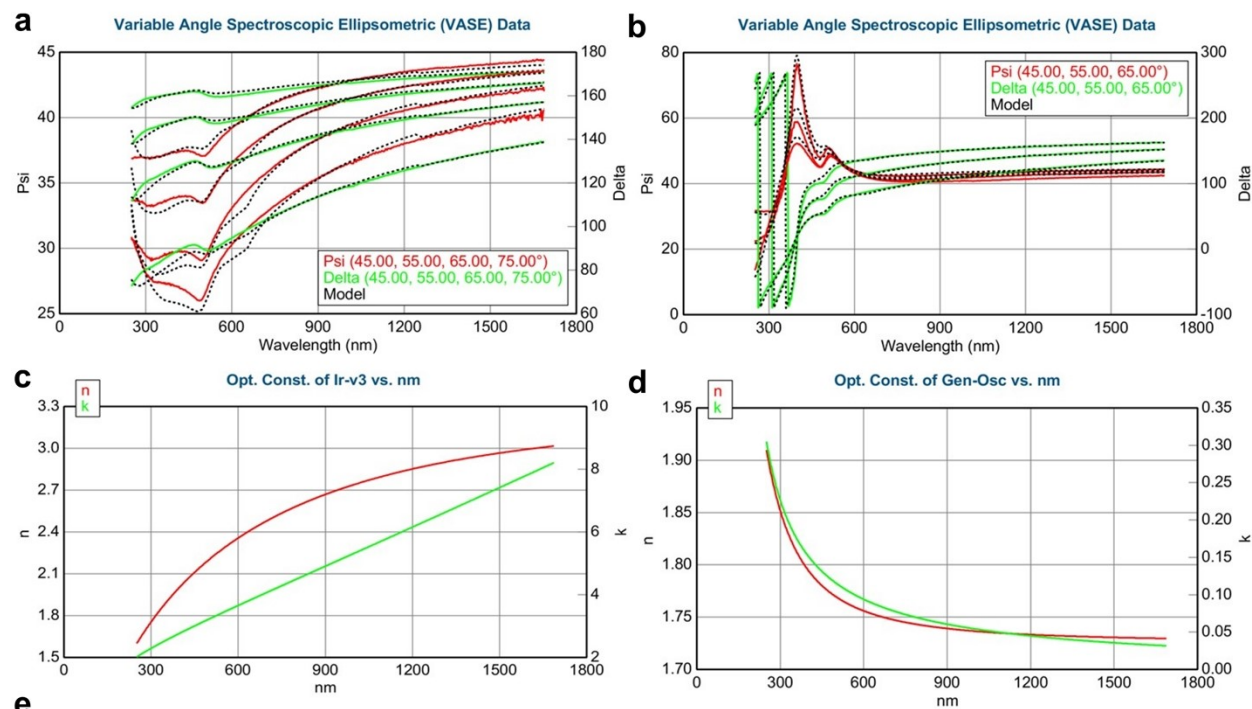 a
Variable Angle Spectroscopic Ellipsometric (VASE) Data
45
40
35
30
25
Psi
180
160
140
120
100
80
60
Delta
Psi (45.00, 55.00, 65.00, 75.00°)
Delta (45.00, 55.00, 65.00, 75.00°)
Model
0 300 600 900 1200 1500 1800
Wavelength (nm)
b
Variable Angle Spectroscopic Ellipsometric (VASE) Data
80
60
40
20
0
Psi
300
200
100
0
-100
Delta
Psi (45.00, 55.00, 65.00°)
Delta (45.00, 55.00, 65.00°)
Model
0 300 600 900 1200 1500 1800
Wavelength (nm)
c
Opt. Const. of Ir-v3 vs. nm
n
k
3.3
3.0
2.7
2.4
2.1
1.8
1.5
n
10
8
6
4
2
k
0 300 600 900 1200 1500 1800
nm
d
Opt. Const. of Gen-Osc vs. nm
n
k
1.95
1.90
1.85
1.80
1.75
1.70
n
0.35
0.30
0.25
0.20
0.15
0.10
0.05
0.00
k
0 300 600 900 1200 1500 1800
nm
e